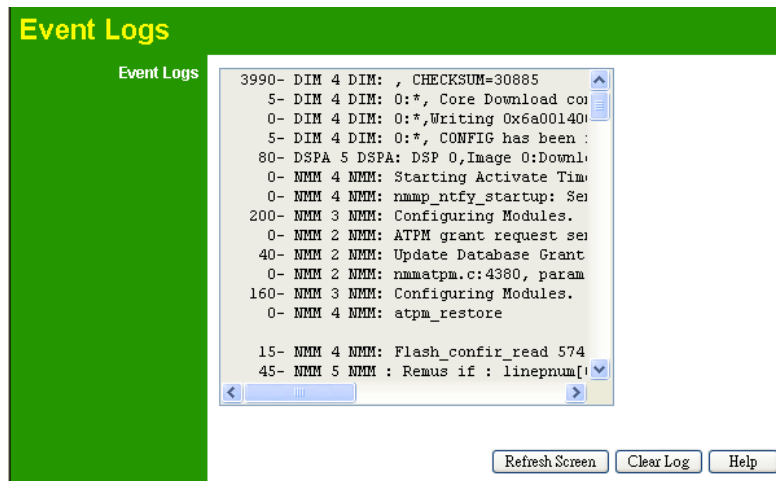 Event Logs
Event Logs
3990- DIM 4 DIM: , CHECKSUM=30885
5- DIM 4 DIM: 0:*, Core Download
0- DIM 4 DIM: 0:*,Writing 0x6a00140
5- DIM 4 DIM: 0:*, CONFIG has been
80- DSPA 5 DSPA: DSP 0,Image 0:Downl
0- NMM 4 NMM: Starting Activate Tim
0- NMM 4 NMM: nmmp_ntfy_startup: Se
200- NMM 3 NMM: Configuring Modules.
0- NMM 2 NMM: ATPM grant request se
40- NMM 2 NMM: Update Database Grant
0- NMM 2 NMM: nmmatpm.c:4380, param
160- NMM 3 NMM: Configuring Modules.
0- NMM 4 NMM: atpm_restore
15- NMM 4 NMM: Flash_confir_read 574
45- NMM 5 NMM : Remus if : linepnum[
Refresh Screen Clear Log Help